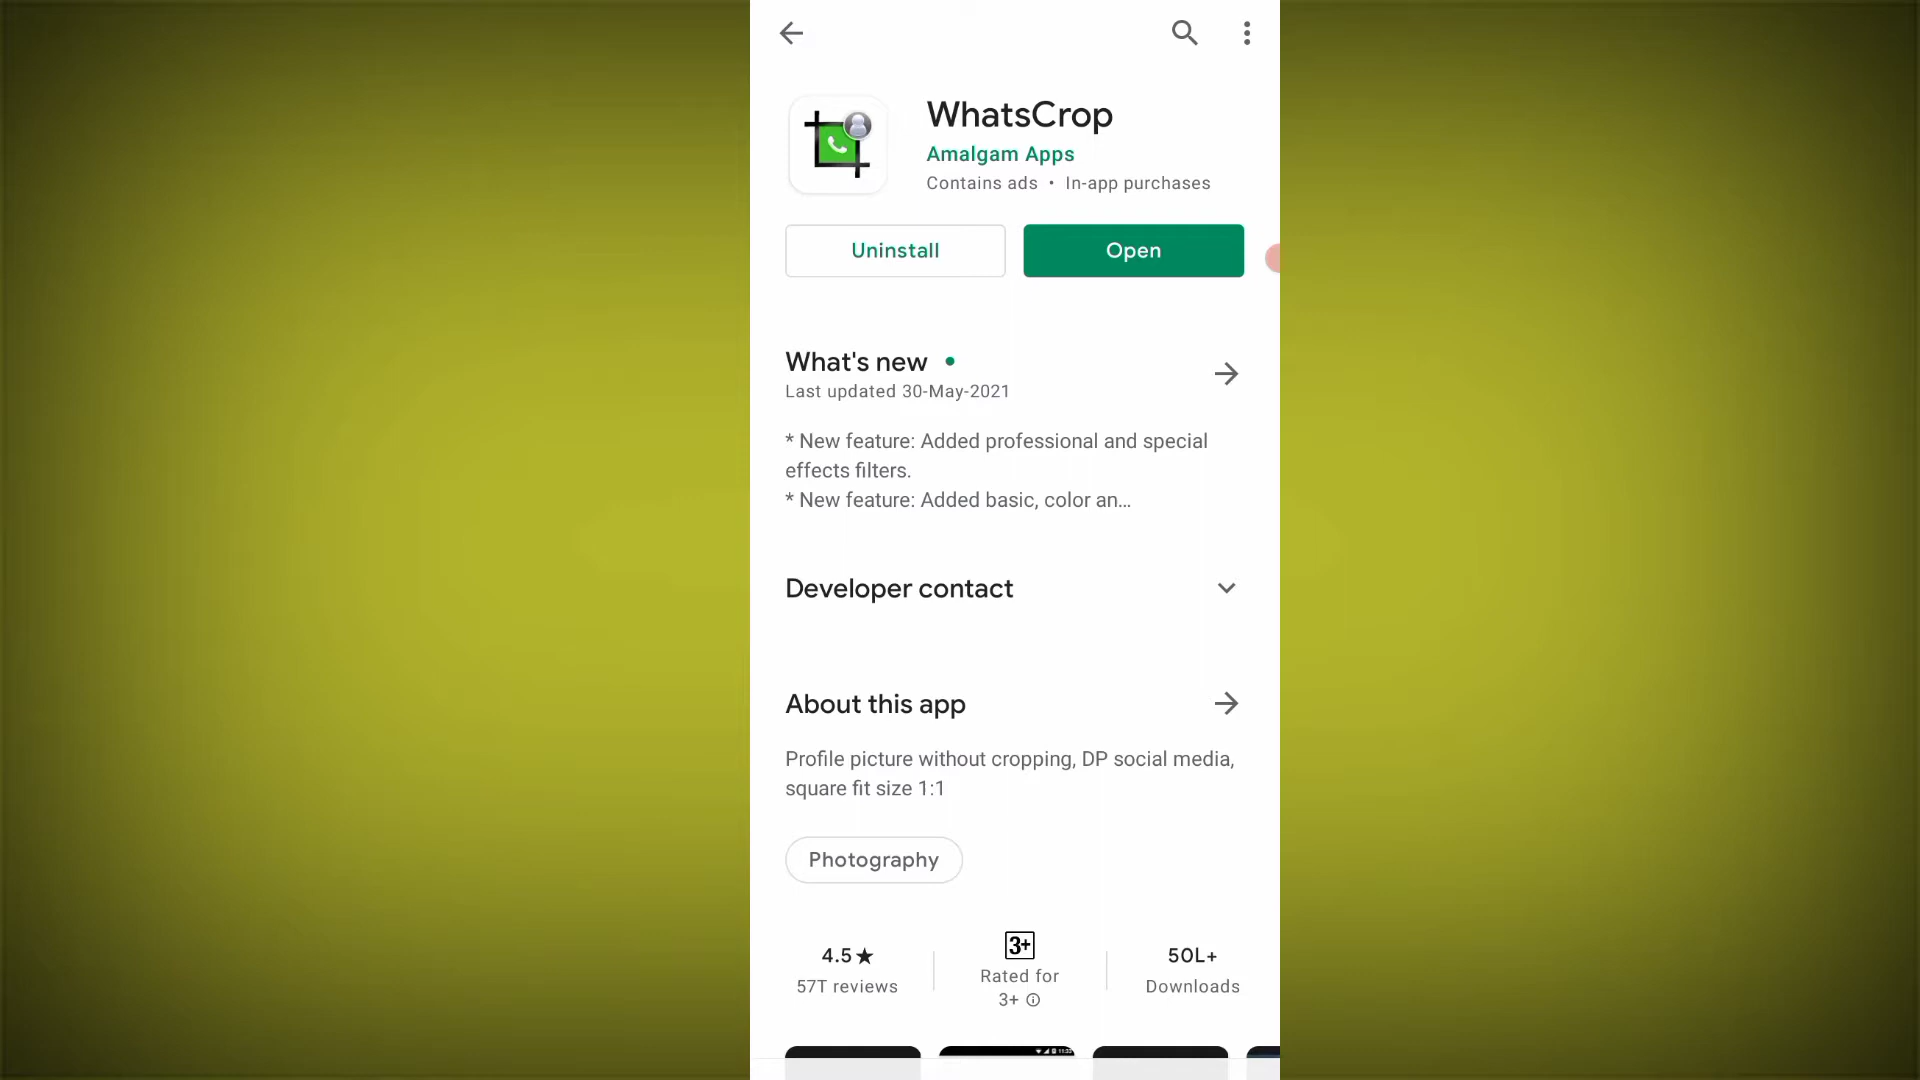 WhatsCrop
Amalgam Apps
Contains ads • In-app purchases
Uninstall
Open
What's new •
Last updated 30-May-2021
* New feature: Added professional and special
effects filters.
* New feature: Added basic, color an…
Developer contact
About this app
Profile picture without cropping, DP social media,
square fit size 1:1
Photography
4.5★
57T reviews
3+
Rated for
3+
50L+
Downloads